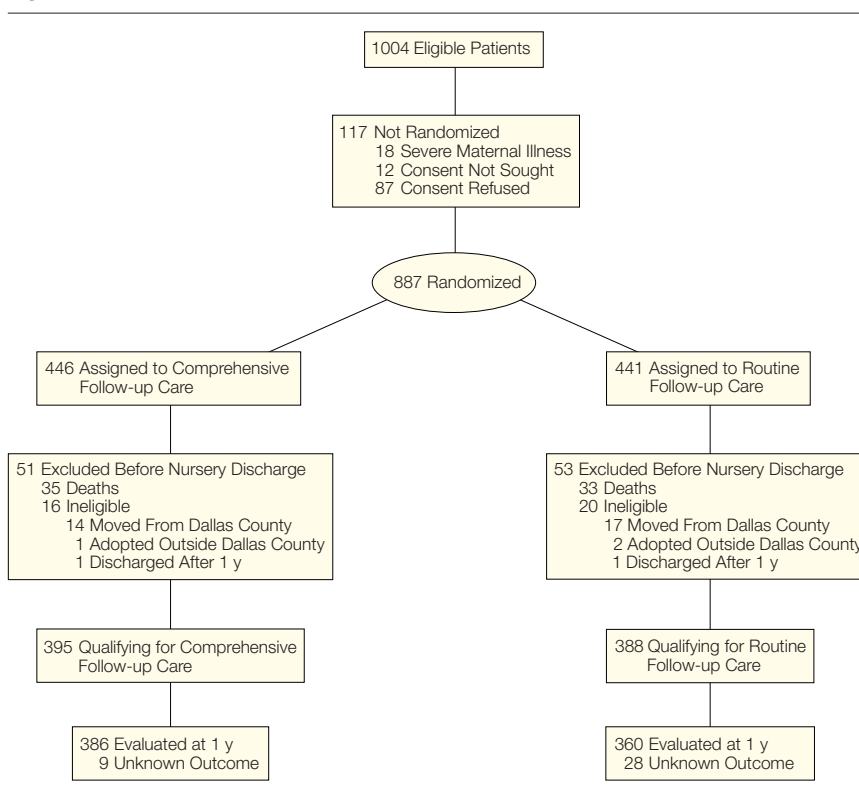 1004 Eligible Patients
117 Not Randomized
18 Severe Maternal Illness
12 Consent Not Sought
87 Consent Refused
887 Randomized
446 Assigned to Comprehensive
Follow-up Care
441 Assigned to Routine
Follow-up Care
51 Excluded Before Nursery Discharge
35 Deaths
16 Ineligible
14 Moved From Dallas County
1 Adopted Outside Dallas County
1 Discharged After 1 y
53 Excluded Before Nursery Discharge
33 Deaths
20 Ineligible
17 Moved From Dallas County
2 Adopted Outside Dallas County
1 Discharged After 1 y
395 Qualifying for Comprehensive
Follow-up Care
388 Qualifying for Routine
Follow-up Care
386 Evaluated at 1 y
9 Unknown Outcome
360 Evaluated at 1 y
28 Unknown Outcome